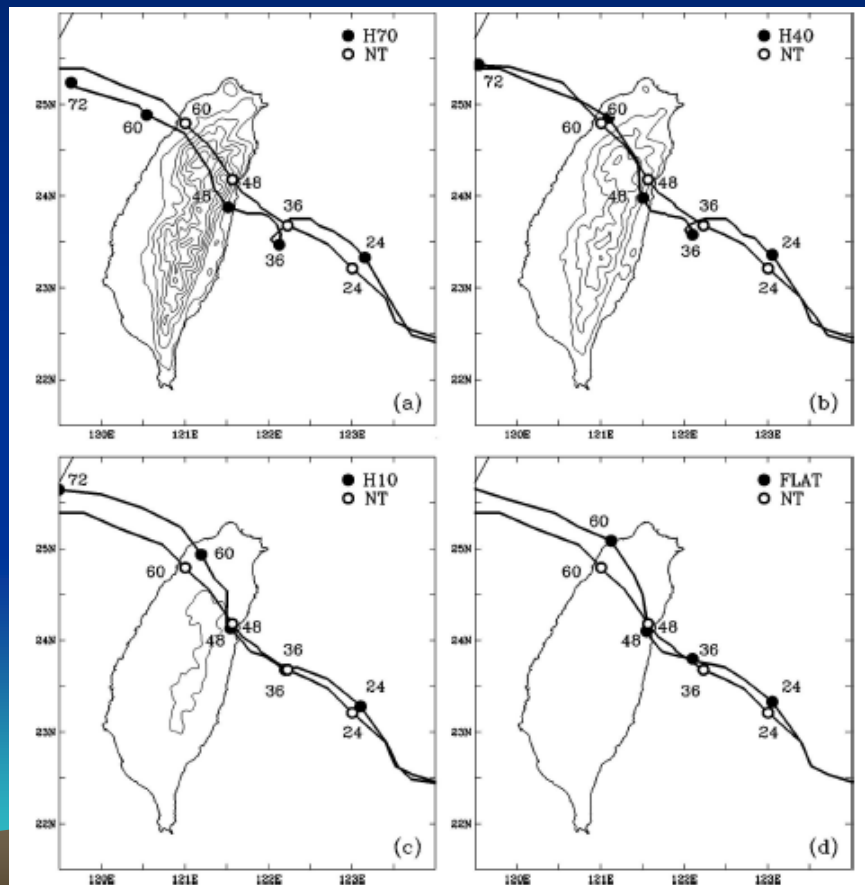 ● H70
○ NT
25N
24N
23N
22N
72
60
60
48
48
36
36
24
24
(a)
120E 121E 122E 123E
● H40
○ NT
25N
24N
23N
22N
72
60
60
48
48
36
36
24
24
(b)
120E 121E 122E 123E
● H10
○ NT
25N
24N
23N
22N
72
60
60
48
48
36
36
24
24
(c)
120E 121E 122E 123E
● FLAT
○ NT
25N
24N
23N
22N
60
60
48
48
36
36
24
24
(d)
120E 121E 122E 123E